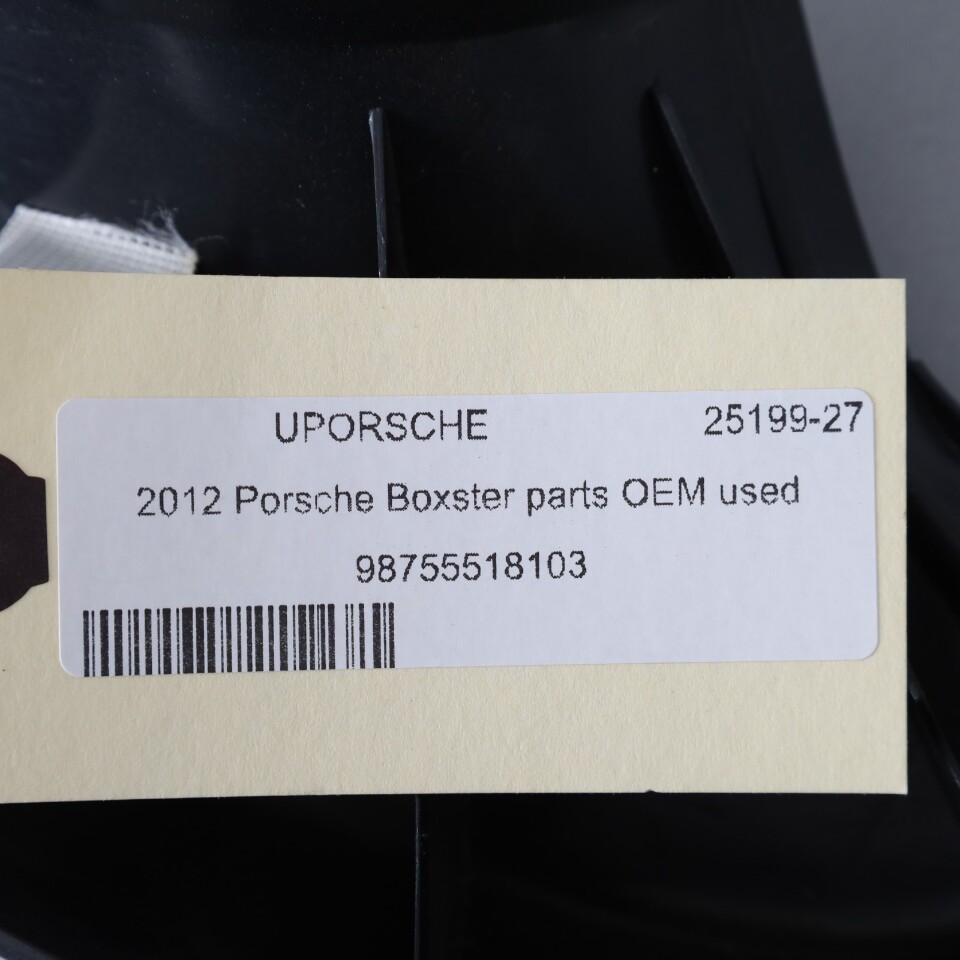 UPORSCHE 25199-27
2012 Porsche Boxster parts OEM used
98755518103